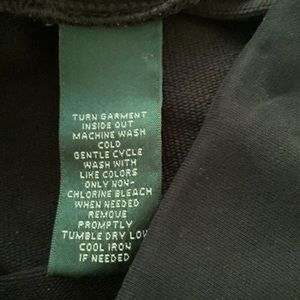 TURN GARMENT
INSIDE OUT
MACHINE WASH
COLD
GENTLE CYCLE
WASH WITH
LIKE COLORS
ONLY NON-
CHLORINE BLEACH
WHEN NEEDED
REMOVE
PROMPTLY
TUMBLE DRY LOW
COOL IRON
IF NEEDED